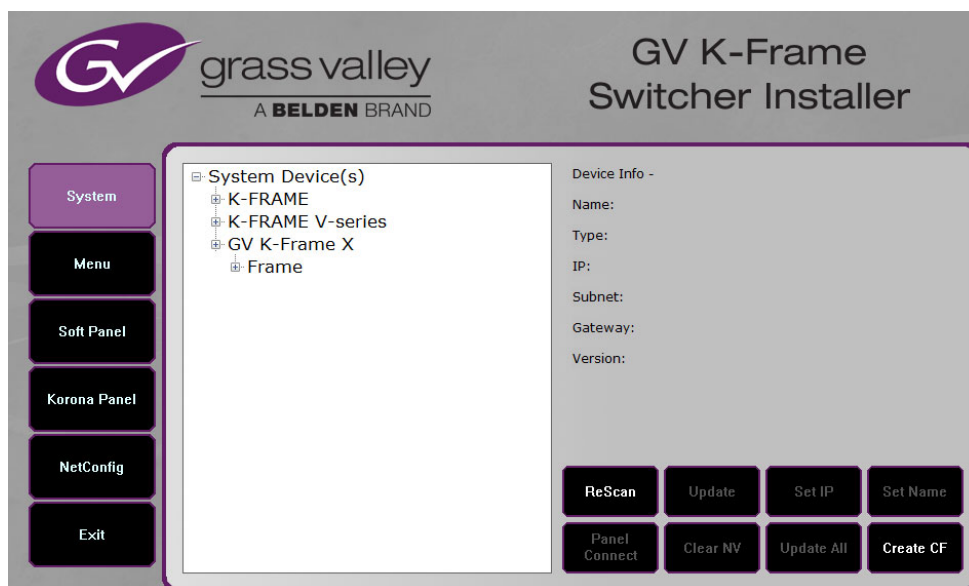 GV
grass valley
A BELDEN BRAND
GV K-Frame
Switcher Installer
System
Menu
Soft Panel
Korona Panel
NetConfig
Exit
System Device(s)
K-FRAME
K-FRAME V-series
GV K-Frame X
Frame
Device Info -
Name:
Type:
IP:
Subnet:
Gateway:
Version:
ReScan
Update
Set IP
Set Name
Panel
Connect
Clear NV
Update All
Create CF